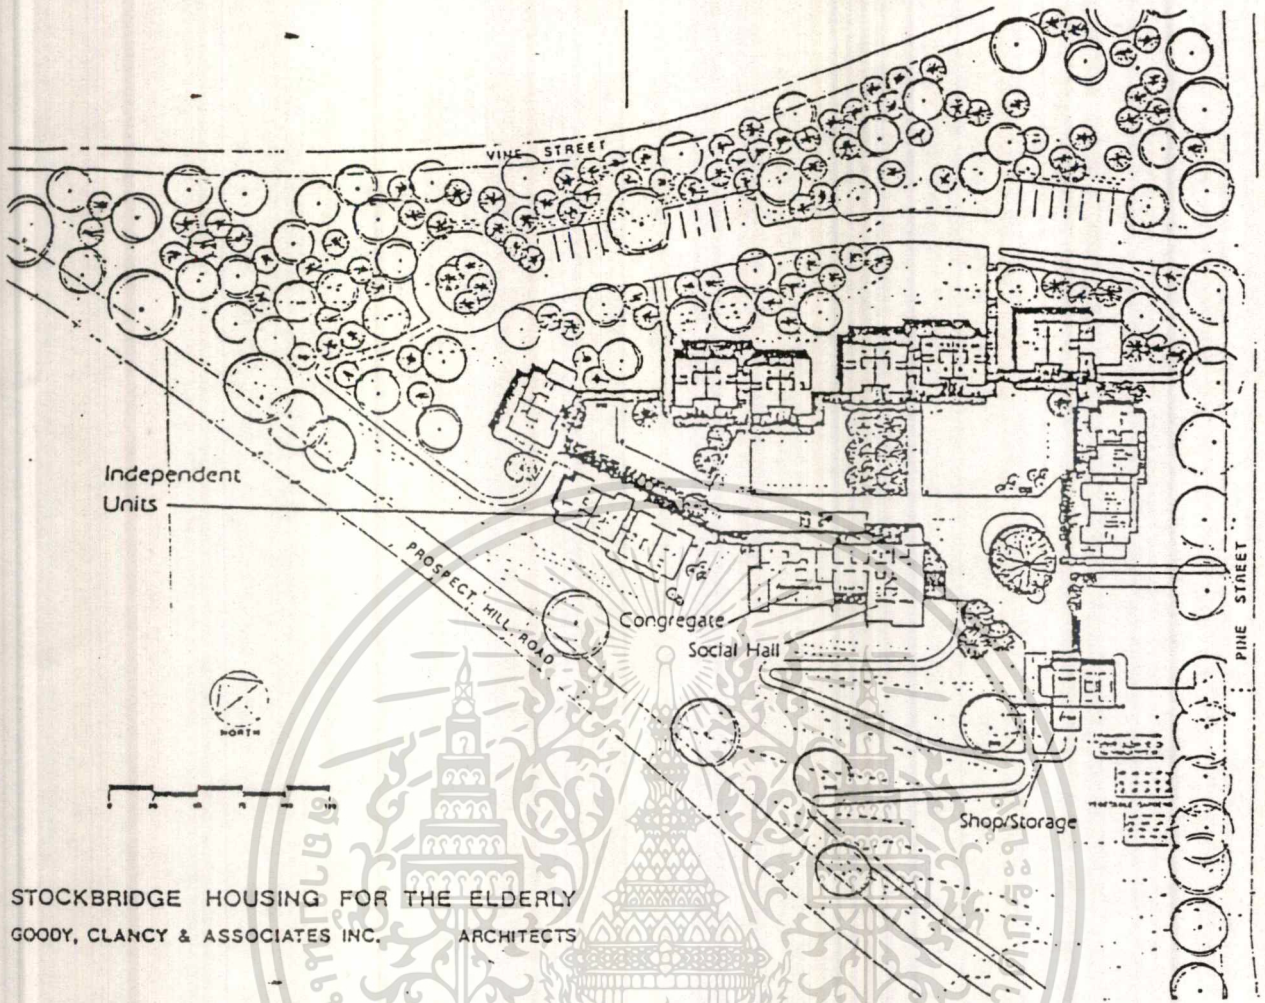 VINE STREET
Independent
Units
PROSPECT HILL ROAD
Congregate
Social Hall
PINE STREET
NORTH
Shop/Storage
STOCKBRIDGE HOUSING FOR THE ELDERLY
GOODY, CLANCY & ASSOCIATES INC. ARCHITECTS